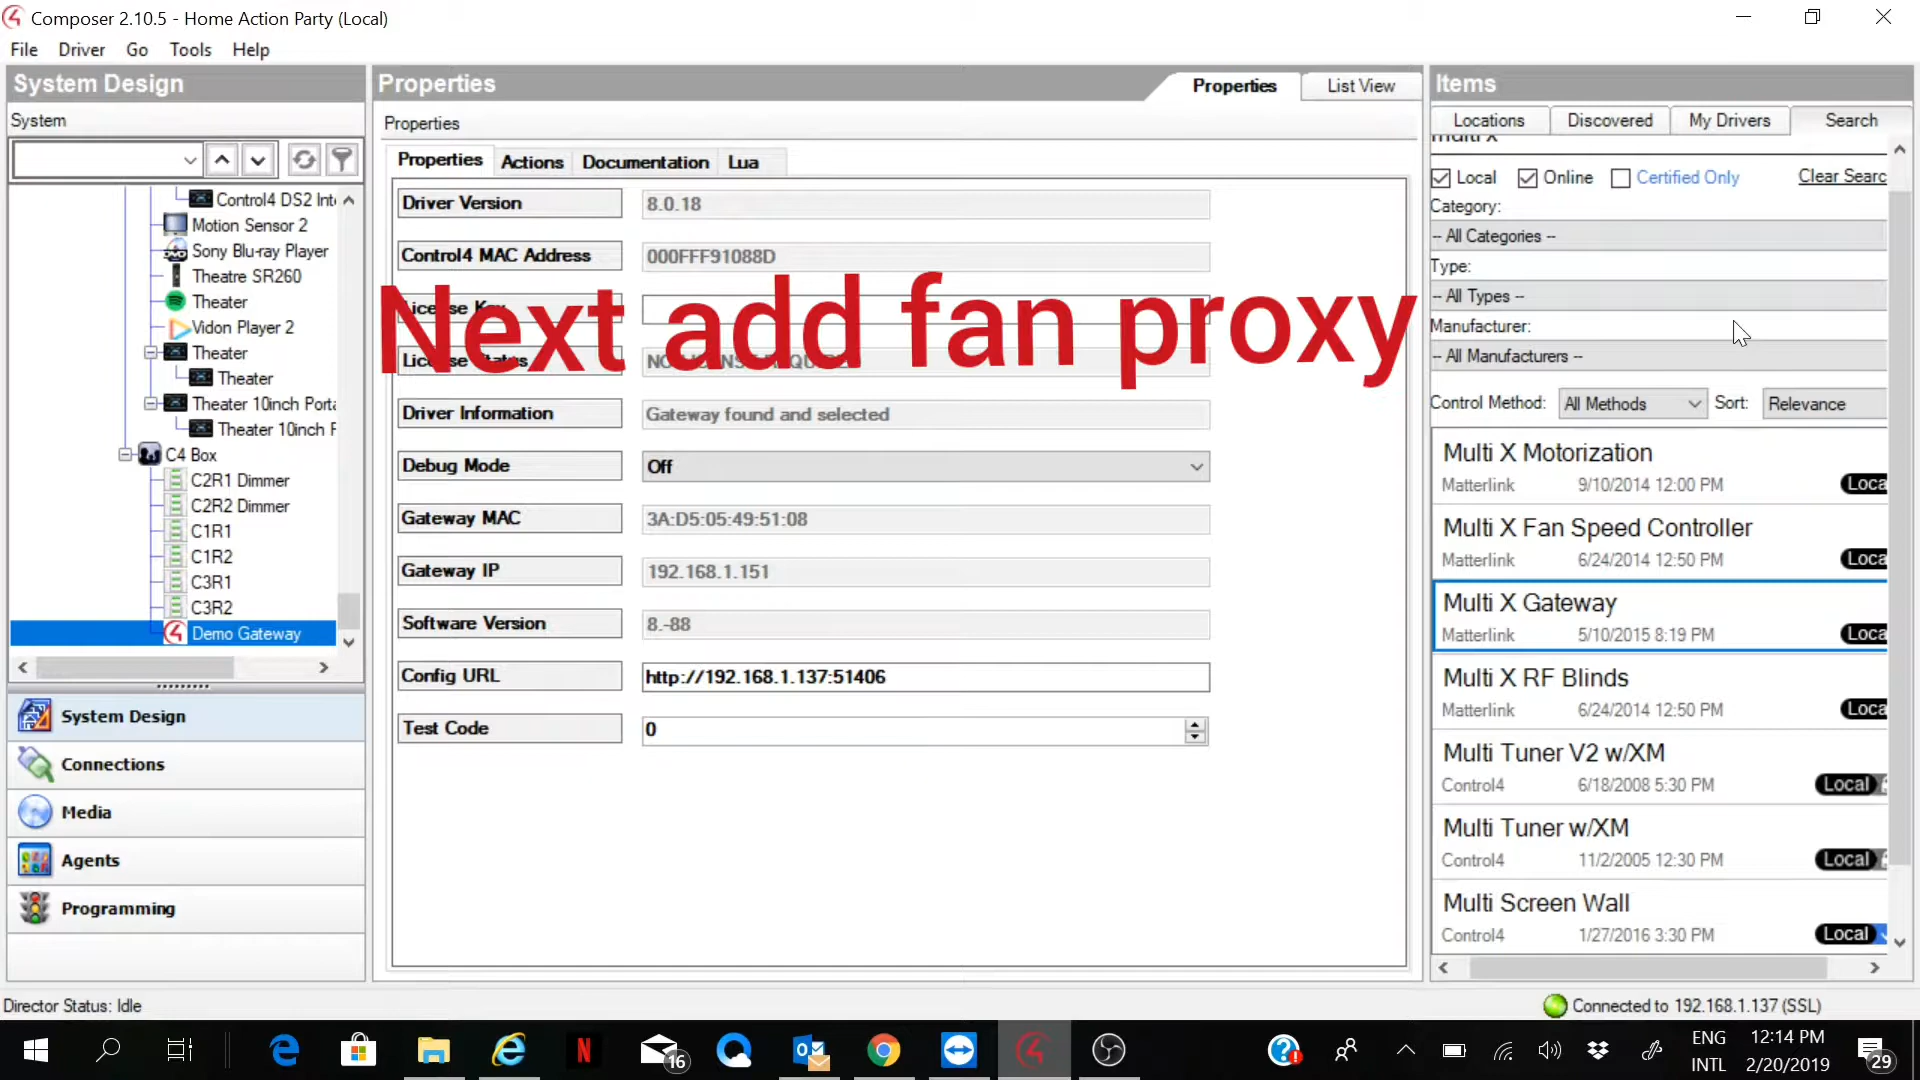 Composer 2.10.5 - Home Action Party (Local)
File Driver Go Tools Help
System Design
System
Control4 DS2 Int
Motion Sensor 2
Sony Blu-ray Player
Theatre SR260
Theater
Vidon Player 2
Theater
Theater
Theater 10inch Porta
Theater 10inch F
C4 Box
C2R1 Dimmer
C2R2 Dimmer
C1R1
C1R2
C3R1
C3R2
Demo Gateway
System Design
Connections
Media
Agents
Programming
Properties
Properties List View
Properties
Properties Actions Documentation Lua
Driver Version 8.0.18
Control4 MAC Address 000FFF91088D
License Key
Next add fan proxy
License Status
Driver Information Gateway found and selected
Debug Mode Off
Gateway MAC 3A:D5:05:49:51:08
Gateway IP 192.168.1.151
Software Version 8.-88
Config URL http://192.168.1.137:51406
Test Code 0
Items
Locations Discovered My Drivers Search
Local Online Certified Only Clear Searc
Category:
-- All Categories --
Type:
-- All Types --
Manufacturer:
-- All Manufacturers --
Control Method: All Methods Sort: Relevance
Multi X Motorization
Matterlink 9/10/2014 12:00 PM Loca
Multi X Fan Speed Controller
Matterlink 6/24/2014 12:50 PM Loca
Multi X Gateway
Matterlink 5/10/2015 8:19 PM Loca
Multi X RF Blinds
Matterlink 6/24/2014 12:50 PM Loca
Multi Tuner V2 w/XM
Control4 6/18/2008 5:30 PM Local
Multi Tuner w/XM
Control4 11/2/2005 12:30 PM Local
Multi Screen Wall
Control4 1/27/2016 3:30 PM Local
Director Status: Idle
Connected to 192.168.1.137 (SSL)
16
ENG
INTL
12:14 PM
2/20/2019
29